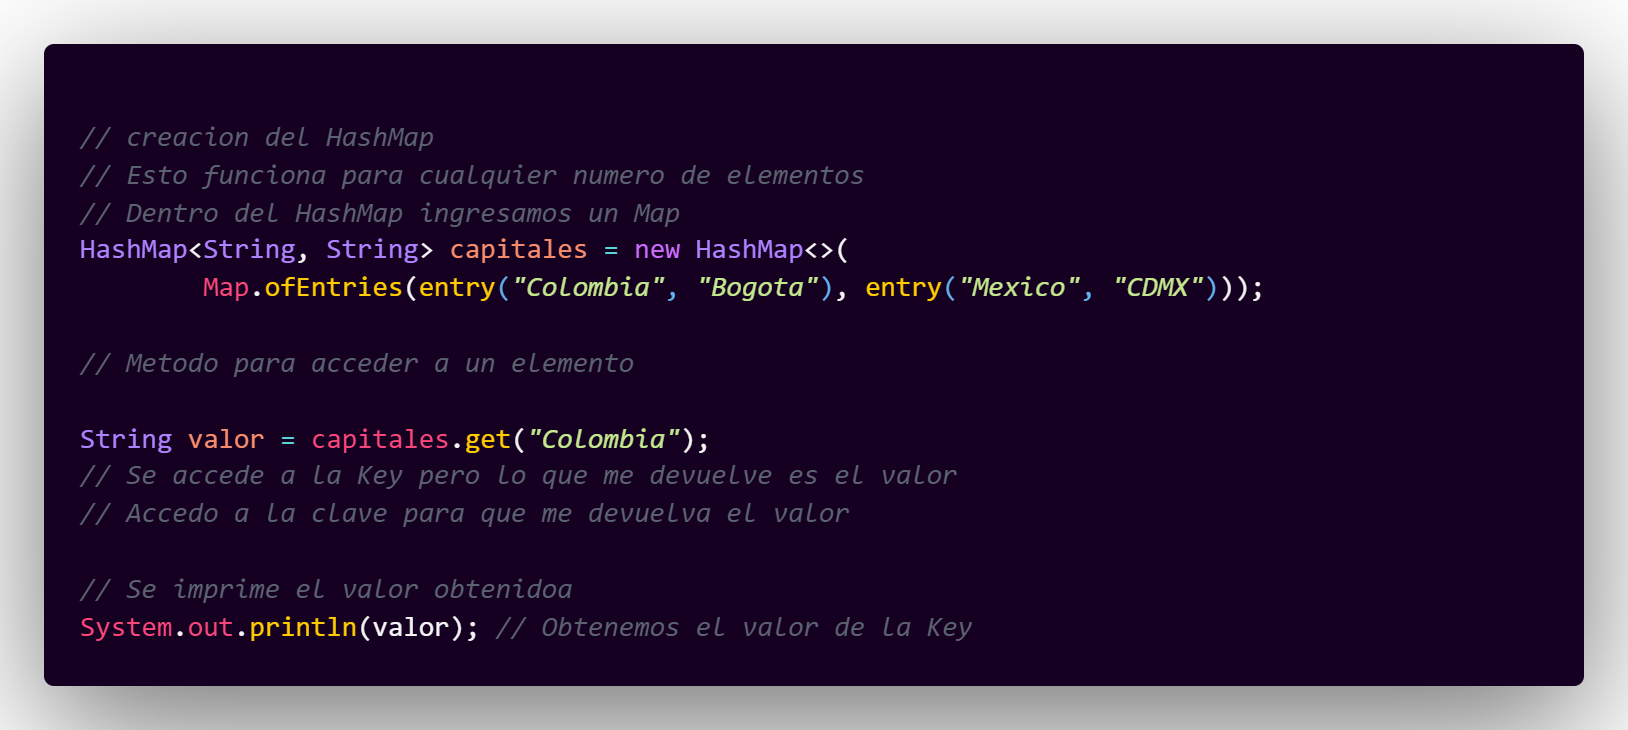 // creacion del HashMap
// Esto funciona para cualquier numero de elementos
// Dentro del HashMap ingresamos un Map
HashMap<String, String> capitales = new HashMap<>(
        Map.ofEntries(entry("Colombia", "Bogota"), entry("Mexico", "CDMX")));
// Metodo para acceder a un elemento
String valor = capitales.get("Colombia");
// Se accede a la Key pero lo que me devuelve es el valor
// Accedo a la clave para que me devuelva el valor
// Se imprime el valor obtenidoa
System.out.println(valor); // Obtenemos el valor de la Key